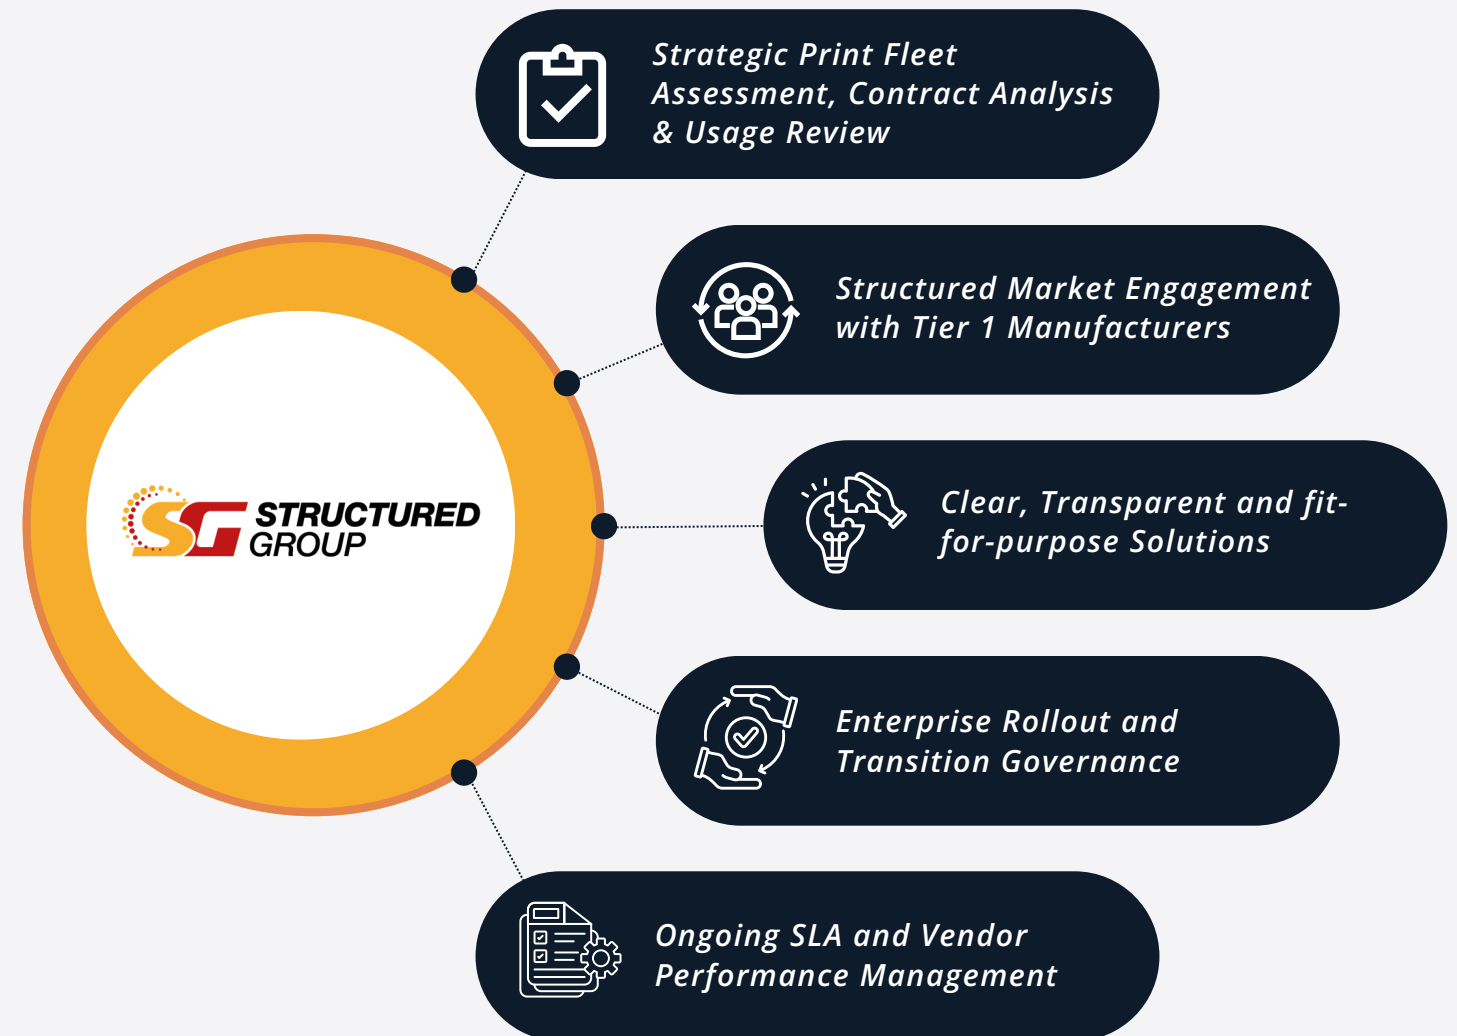 Strategic Print Fleet
Assessment, Contract Analysis
& Usage Review
Structured Market Engagement
with Tier 1 Manufacturers
SG STRUCTURED
GROUP
Clear, Transparent and fit-
for-purpose Solutions
Enterprise Rollout and
Transition Governance
Ongoing SLA and Vendor
Performance Management